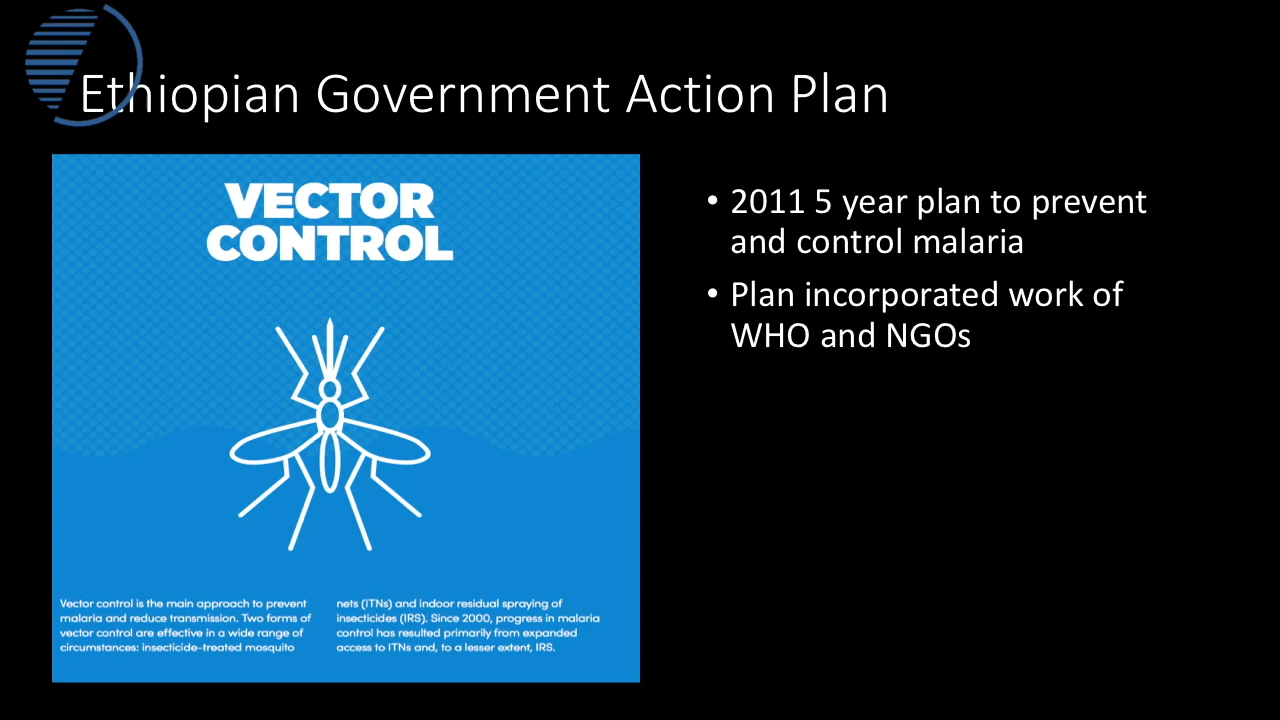 Ethiopian Government Action Plan
VECTOR
CONTROL
Vector control is the main approach to prevent
malaria and reduce transmission. Two forms of
vector control are effective in a wide range of
circumstances: insecticide-treated mosquito
nets (ITNs) and indoor residual spraying of
insecticides (IRS). Since 2000, progress in malaria
control has resulted primarily from expanded
access to ITNs and, to a lesser extent, IRS.
• 2011 5 year plan to prevent
and control malaria
• Plan incorporated work of
WHO and NGOs